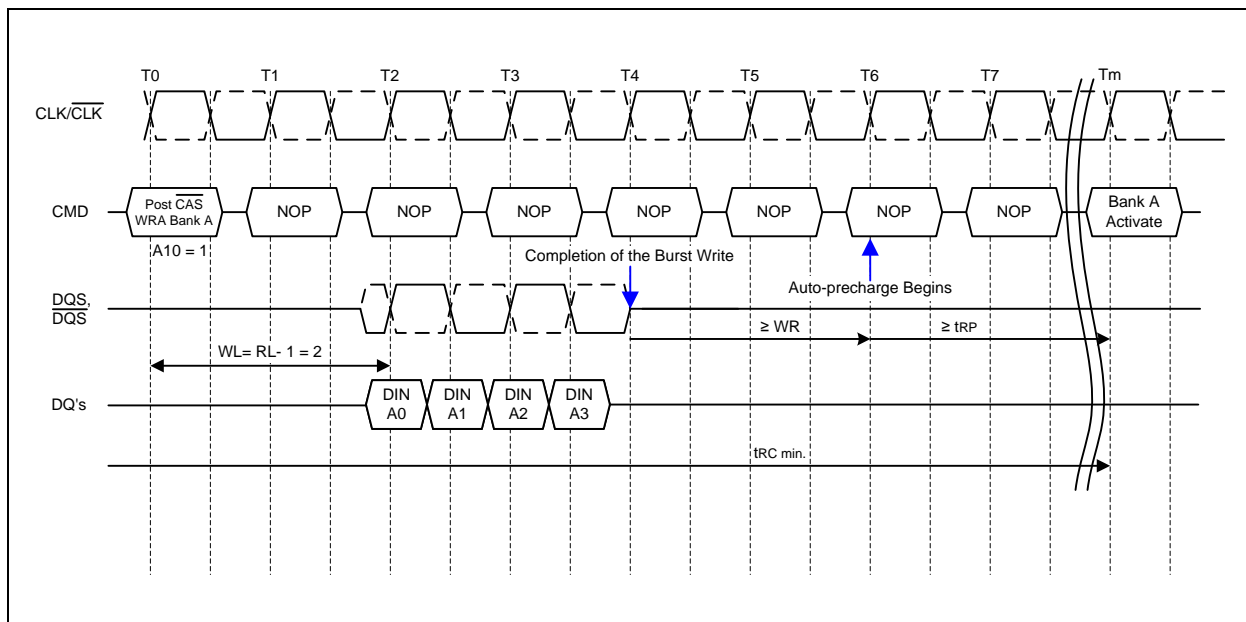 T0 T1 T2 T3 T4 T5 T6 T7 Tm
CLK/CLK
CMD
Post CAS
WRA Bank A
NOP NOP NOP NOP NOP NOP NOP
Bank A
Activate
A10 = 1
Completion of the Burst Write
Auto-precharge Begins
DQS,
DQS
≥ WR
≥ tRP
WL= RL- 1 = 2
DQ's
DIN
A0
DIN
A1
DIN
A2
DIN
A3
tRC min.